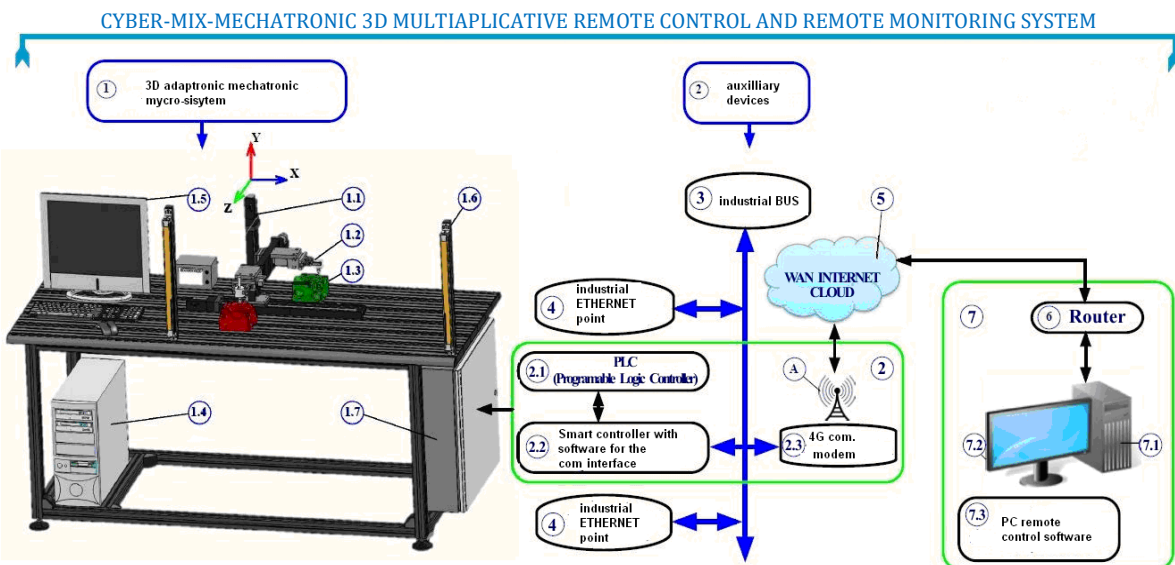 CYBER-MIX-MECHATRONIC 3D MULTIAPLICATIVE REMOTE CONTROL AND REMOTE MONITORING SYSTEM
1 3D adaptronic mechatronic
mycro-sisytem
2 auxilliary
devices
Y
X
Z
1.5
1.1
1.6
1.2
1.3
1.4
1.7
3 industrial BUS
5
WAN INTERNET
CLOUD
4 industrial
ETHERNET
point
7
6 Router
2.1 PLC
(Programable Logic Controller)
A
2
2.2 Smart controller with
software for the
com interface
2.3 4G com.
modem
7.2
7.1
4 industrial
ETHERNET
point
7.3 PC remote
control software